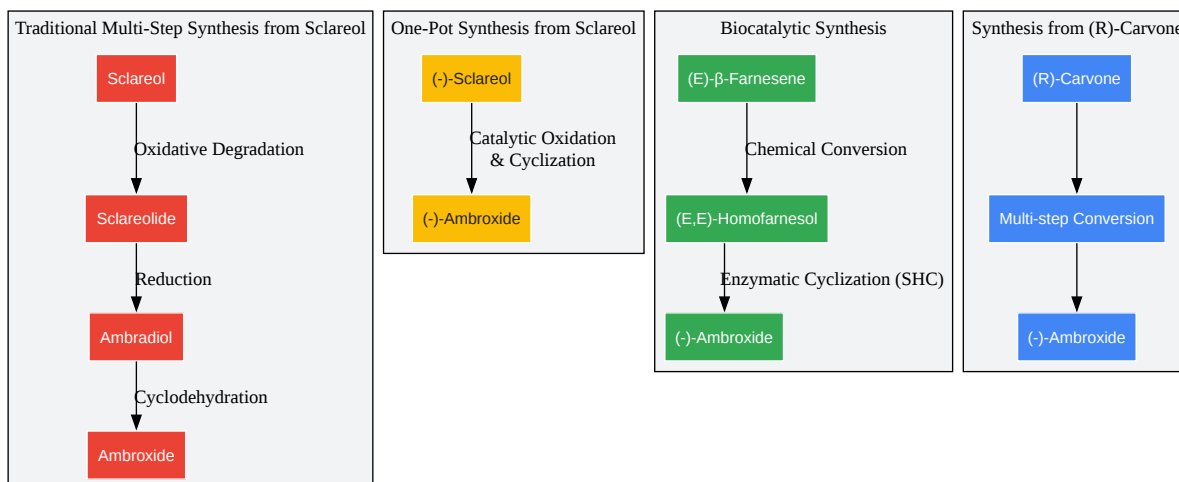 Traditional Multi-Step Synthesis from Sclareol
Sclareol
Oxidative Degradation
Sclareolide
Reduction
Ambradiol
Cyclodehydration
Ambroxide
One-Pot Synthesis from Sclareol
(-)-Sclareol
Catalytic Oxidation
& Cyclization
(-)-Ambroxide
Biocatalytic Synthesis
(E)-β-Farnesene
Chemical Conversion
(E,E)-Homofarnesol
Enzymatic Cyclization (SHC)
(-)-Ambroxide
Synthesis from (R)-Carvone
(R)-Carvone
Multi-step Conversion
(-)-Ambroxide